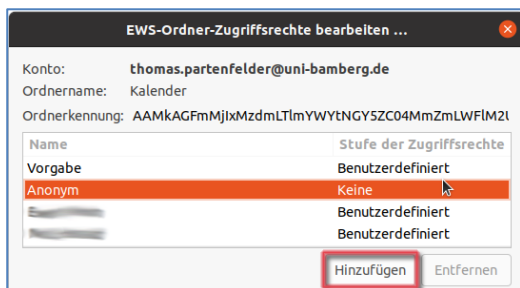 EWS-Ordner-Zugriffsrechte bearbeiten ...
Konto: thomas.partenfelder@uni-bamberg.de
Ordnername: Kalender
Ordnerkennung: AAMkAGFmMjIxMzdmLTlmYWYtNGY5ZC04MmZmLWFlM2U
Name Stufe der Zugriffsrechte
Vorgabe Benutzerdefiniert
Anonym Keine
Benutzerdefiniert
Benutzerdefiniert
Hinzufügen Entfernen